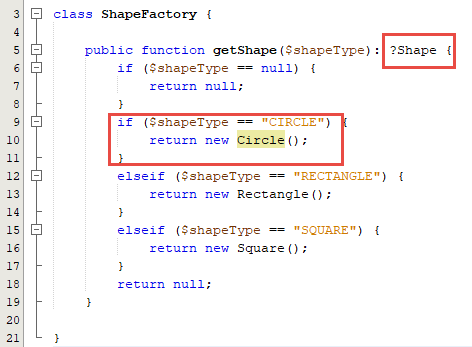 3 class ShapeFactory {
4
5 public function getShape($shapeType): ?Shape {
6 if ($shapeType == null) {
7 return null;
8 }
9 if ($shapeType == "CIRCLE") {
10 return new Circle();
11 }
12 elseif ($shapeType == "RECTANGLE") {
13 return new Rectangle();
14 }
15 elseif ($shapeType == "SQUARE") {
16 return new Square();
17 }
18 return null;
19 }
20
21 }